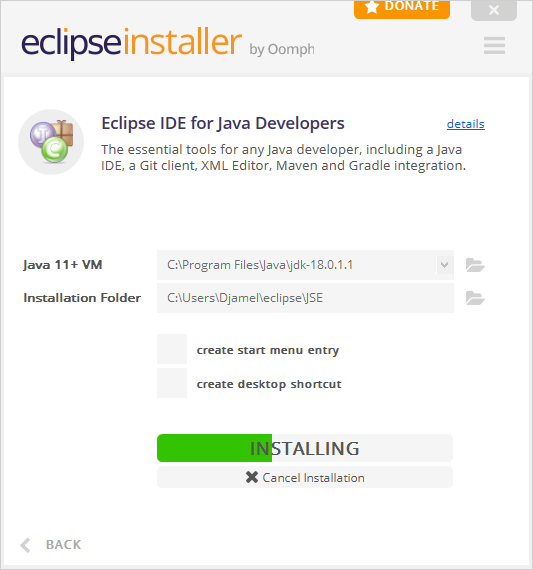 DONATE
eclipseinstaller by Oomph
Eclipse IDE for Java Developers
details
The essential tools for any Java developer, including a Java
IDE, a Git client, XML Editor, Maven and Gradle integration.
Java 11+ VM
C:\Program Files\Java\jdk-18.0.1.1
Installation Folder
C:\Users\Djamel\eclipse\JSE
create start menu entry
create desktop shortcut
INSTALLING
Cancel Installation
BACK